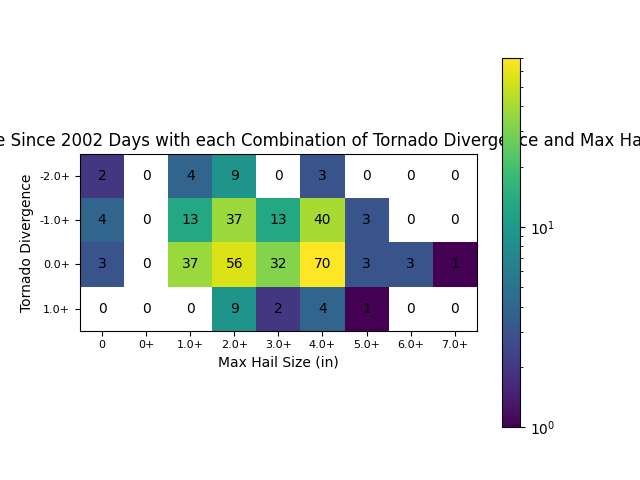 e Since 2002 Days with each Combination of Tornado Divergence and Max Ha
Tornado Divergence
-2.0+ 2 0 4 9 0 3 0 0 0
-1.0+ 4 0 13 37 13 40 3 0 0
0.0+ 3 0 37 56 32 70 3 3 1
1.0+ 0 0 0 9 2 4 1 0 0
0 0+ 1.0+ 2.0+ 3.0+ 4.0+ 5.0+ 6.0+ 7.0+
Max Hail Size (in)
10¹
10⁰